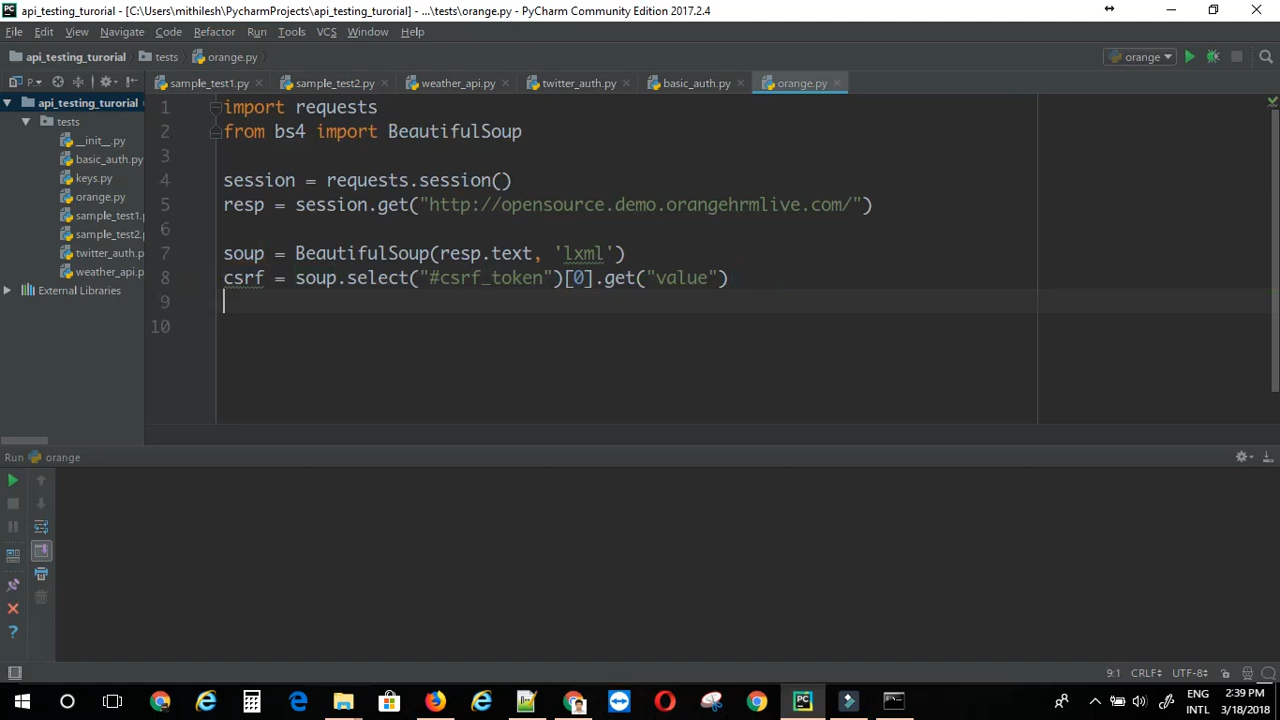 api_testing_turorial - [C:\Users\mithilesh\PycharmProjects\api_testing_turorial] - ...\tests\orange.py - PyCharm Community Edition 2017.2.4
File Edit View Navigate Code Refactor Run Tools VCS Window Help
api_testing_turorial tests orange.py orange
P.. sample_test1.py sample_test2.py weather_api.py twitter_auth.py basic_auth.py orange.py
api_testing_turorial
tests
__init__.py
basic_auth.py
keys.py
orange.py
sample_test1.
sample_test2.
twitter_auth.p
weather_api.p
External Libraries
1 import requests
2 from bs4 import BeautifulSoup
3
4 session = requests.session()
5 resp = session.get("http://opensource.demo.orangehrmlive.com/")
6
7 soup = BeautifulSoup(resp.text, 'lxml')
8 csrf = soup.select("#csrf_token")[0].get("value")
9
10
Run orange
9:1 CRLF UTF-8
ENG 2:39 PM
INTL 3/18/2018